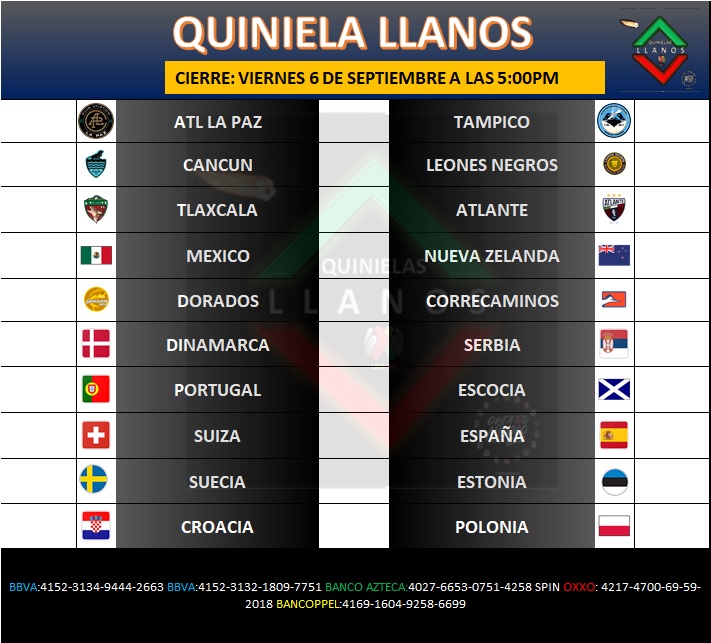 QUINIELA LLANOS
QUINIELAS
LLANOS
CIERRE: VIERNES 6 DE SEPTIEMBRE A LAS 5:00PM
ATL LA PAZ TAMPICO
CANCUN LEONES NEGROS
TLAXCALA ATLANTE
MEXICO NUEVA ZELANDA
QUINIELAS
DORADOS CORRECAMINOS
LLANOS
DINAMARCA SERBIA
PORTUGAL ESCOCIA
SUIZA ESPAÑA
SUECIA ESTONIA
CROACIA POLONIA
BBVA:4152-3134-9444-2663 BBVA:4152-3132-1809-7751 BANCO AZTECA:4027-6653-0751-4258 SPIN OXXO: 4217-4700-69-59-
2018 BANCOPPEL:4169-1604-9258-6699